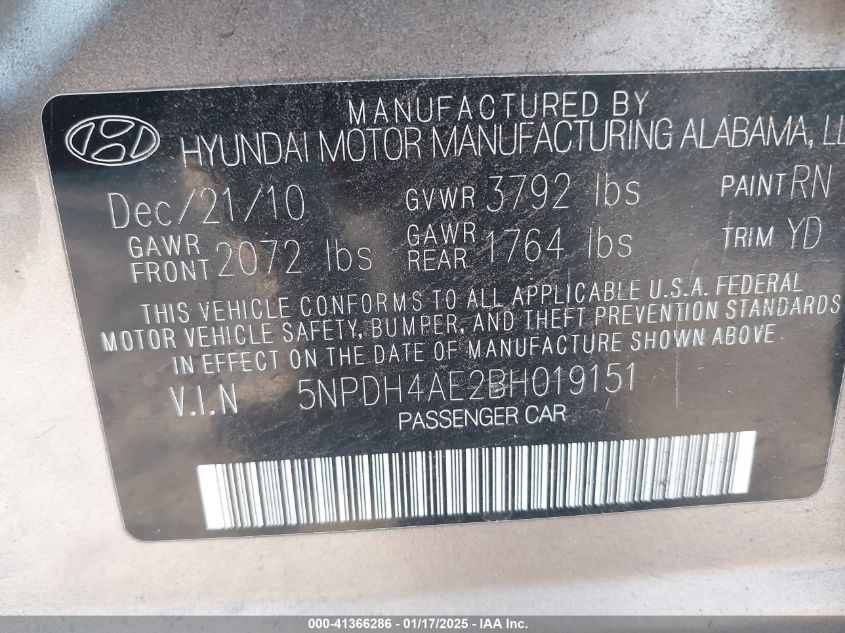 MANUFACTURED BY
HYUNDAI MOTOR MANUFACTURING ALABAMA, LL
Dec/21/10 GVWR 3792 lbs PAINT RN
GAWR FRONT 2072 lbs GAWR REAR 1764 lbs TRIM YD
THIS VEHICLE CONFORMS TO ALL APPLICABLE U.S.A. FEDERAL
MOTOR VEHICLE SAFETY, BUMPER, AND THEFT PREVENTION STANDARDS
IN EFFECT ON THE DATE OF MANUFACTURE SHOWN ABOVE
V.I.N 5NPDH4AE2BH019151
PASSENGER CAR
000-41366286 - 01/17/2025 - IAA Inc.